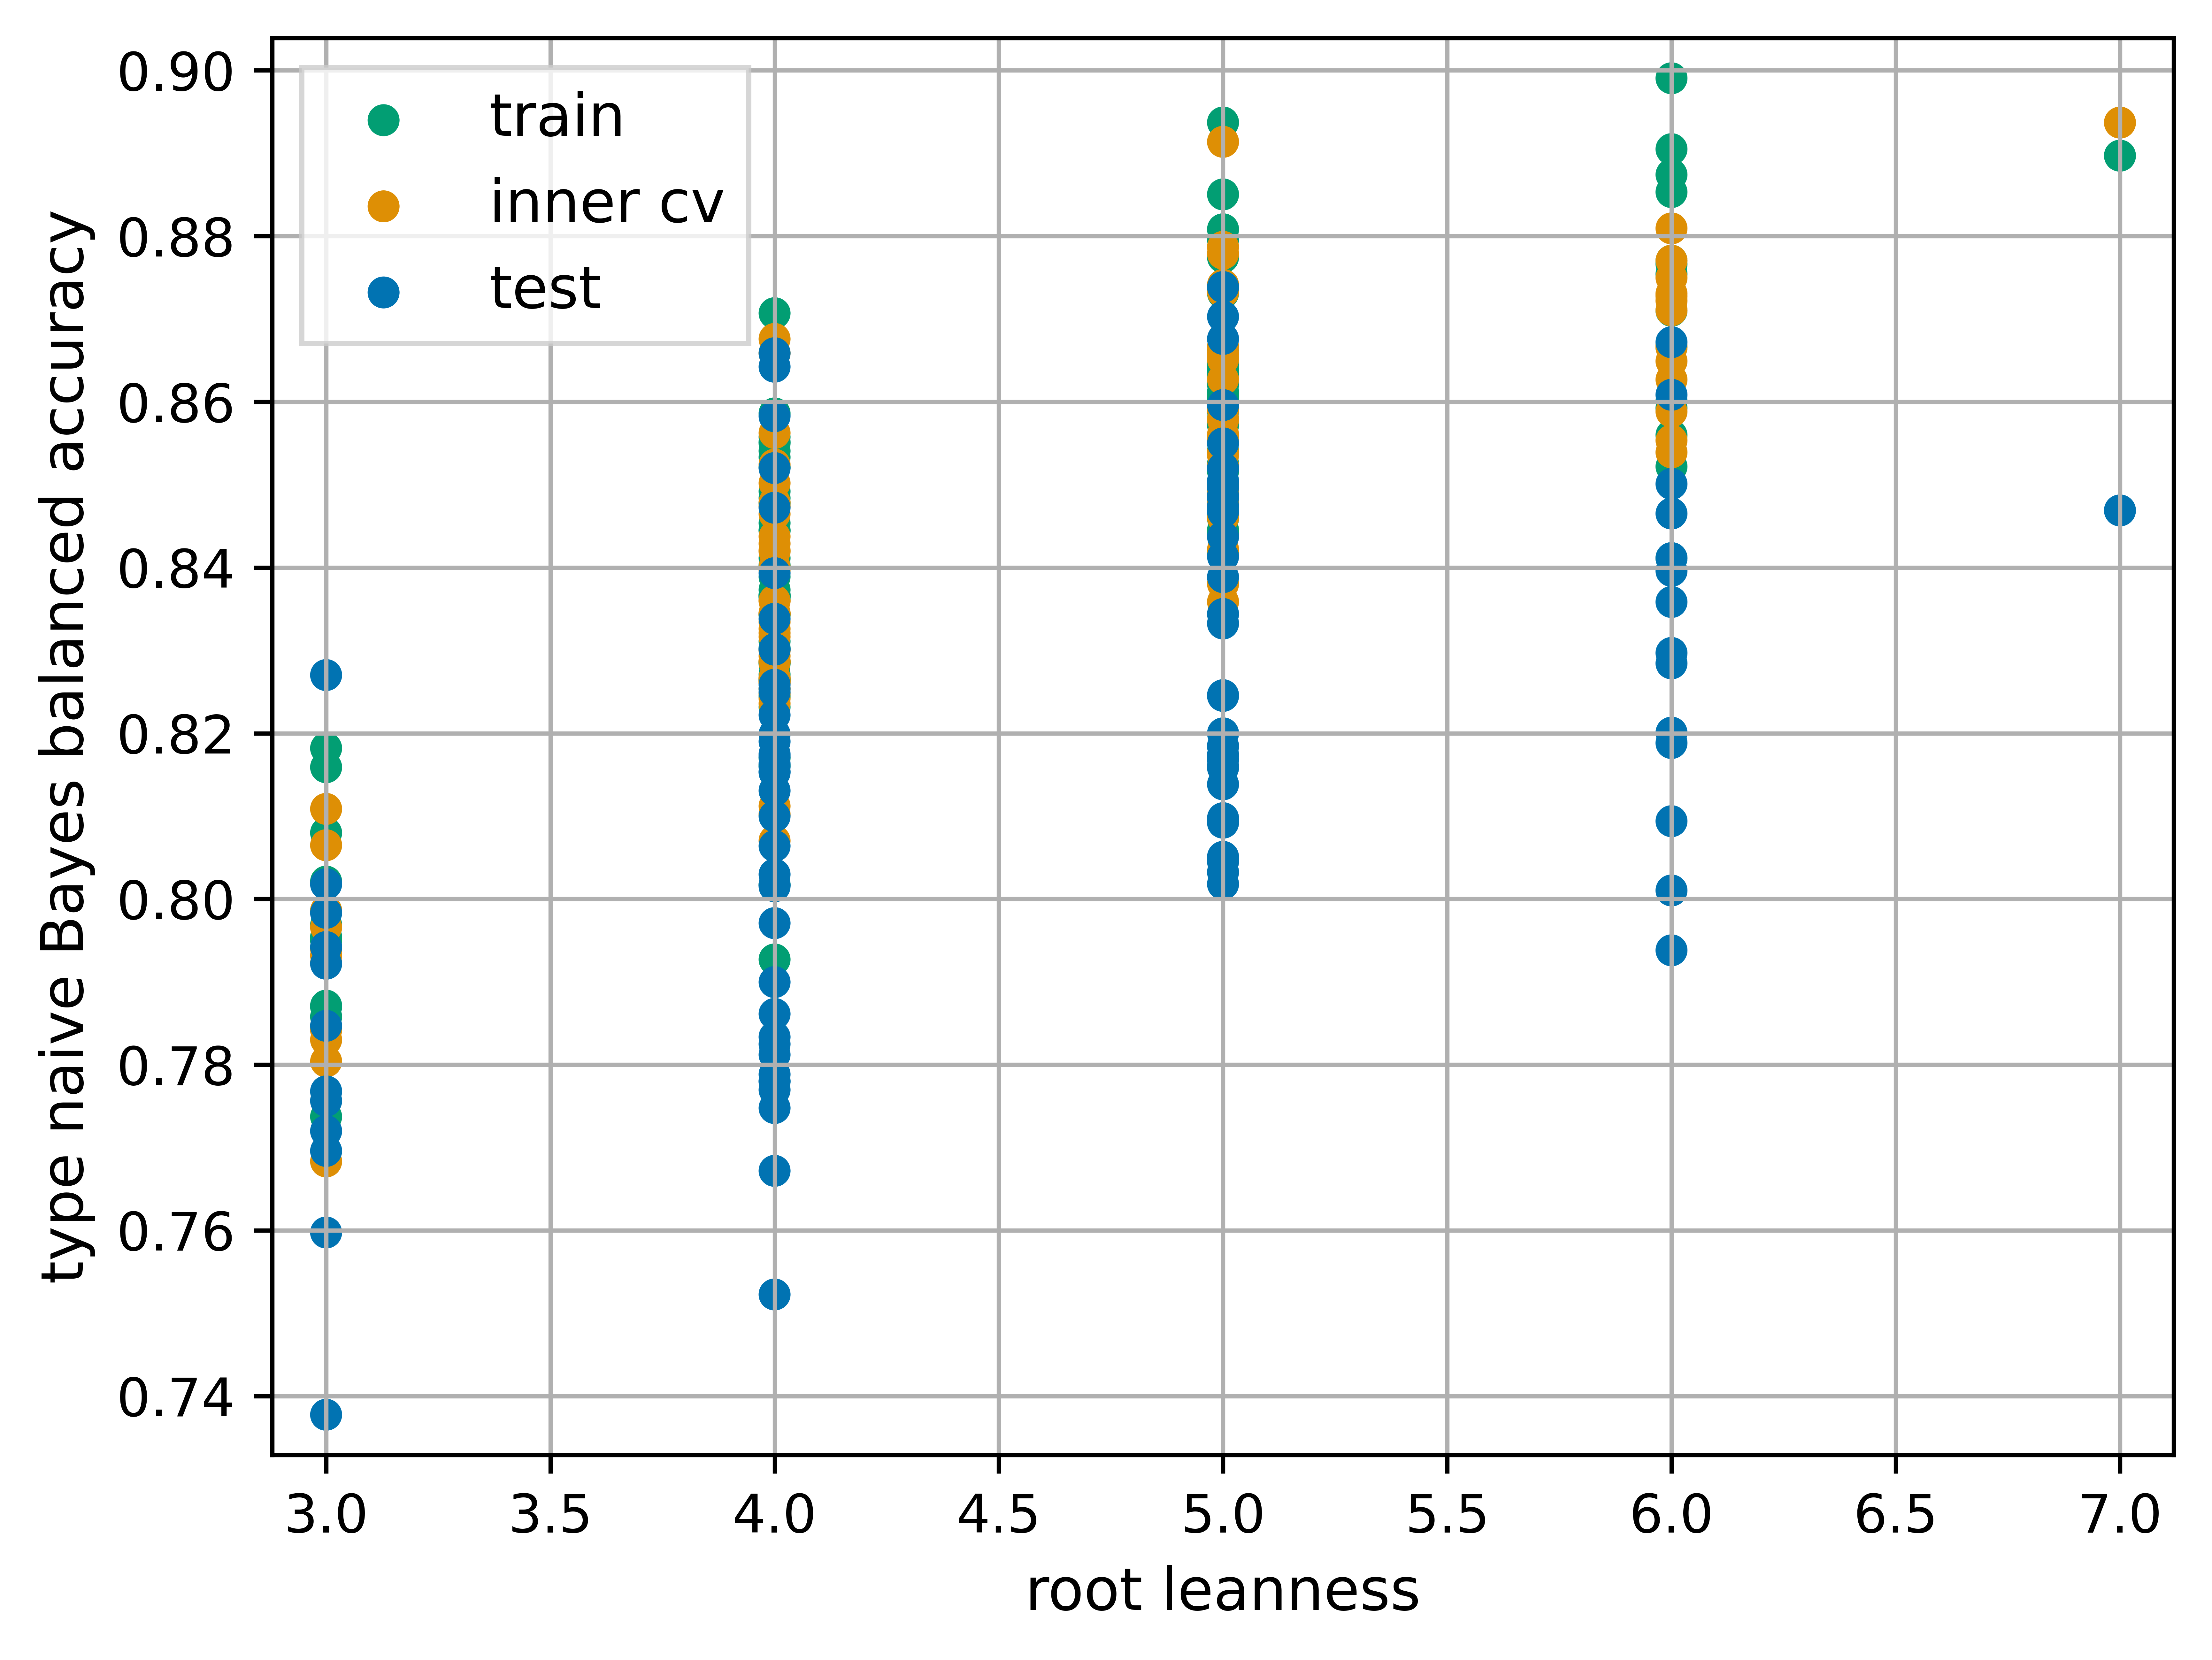 type naive Bayes balanced accuracy
0.90
0.88
0.86
0.84
0.82
0.80
0.78
0.76
0.74
train
inner cv
test
3.0 3.5 4.0 4.5 5.0 5.5 6.0 6.5 7.0
root leanness